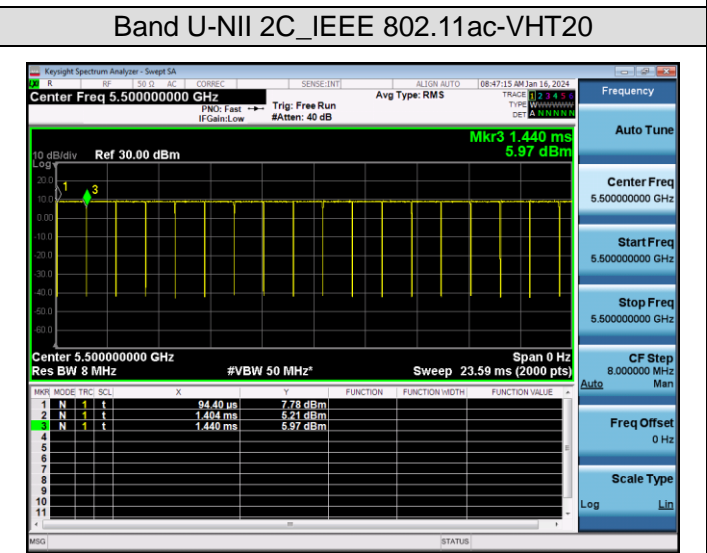 Band U-NII 2C_IEEE 802.11ac-VHT20
Keysight Spectrum Analyzer - Swept SA
R RF 50 Ω AC CORREC SENSE:INT ALIGN AUTO 08:47:15 AM Jan 16, 2024
Center Freq 5.500000000 GHz
PNO: Fast
IFGain:Low
Trig: Free Run
#Atten: 40 dB
Avg Type: RMS
TRACE 1 2 3 4 5 6
TYPE WWWWWW
DET A NNNNN
Mkr3 1.440 ms
5.97 dBm
10 dB/div Ref 30.00 dBm
Log
20.0
10.0
0.00
-10.0
-20.0
-30.0
-40.0
-50.0
-60.0
1
3
Center 5.500000000 GHz Span 0 Hz
Res BW 8 MHz #VBW 50 MHz* Sweep 23.59 ms (2000 pts)
MKR MODE TRC SCL X Y FUNCTION FUNCTION WIDTH FUNCTION VALUE
1 N 1 t 94.40 µs 7.78 dBm
2 N 1 t 1.404 ms 5.21 dBm
3 N 1 t 1.440 ms 5.97 dBm
4
5
6
7
8
9
10
11
MSG STATUS
Frequency
Auto Tune
Center Freq
5.500000000 GHz
Start Freq
5.500000000 GHz
Stop Freq
5.500000000 GHz
CF Step
8.000000 MHz
Auto Man
Freq Offset
0 Hz
Scale Type
Log Lin